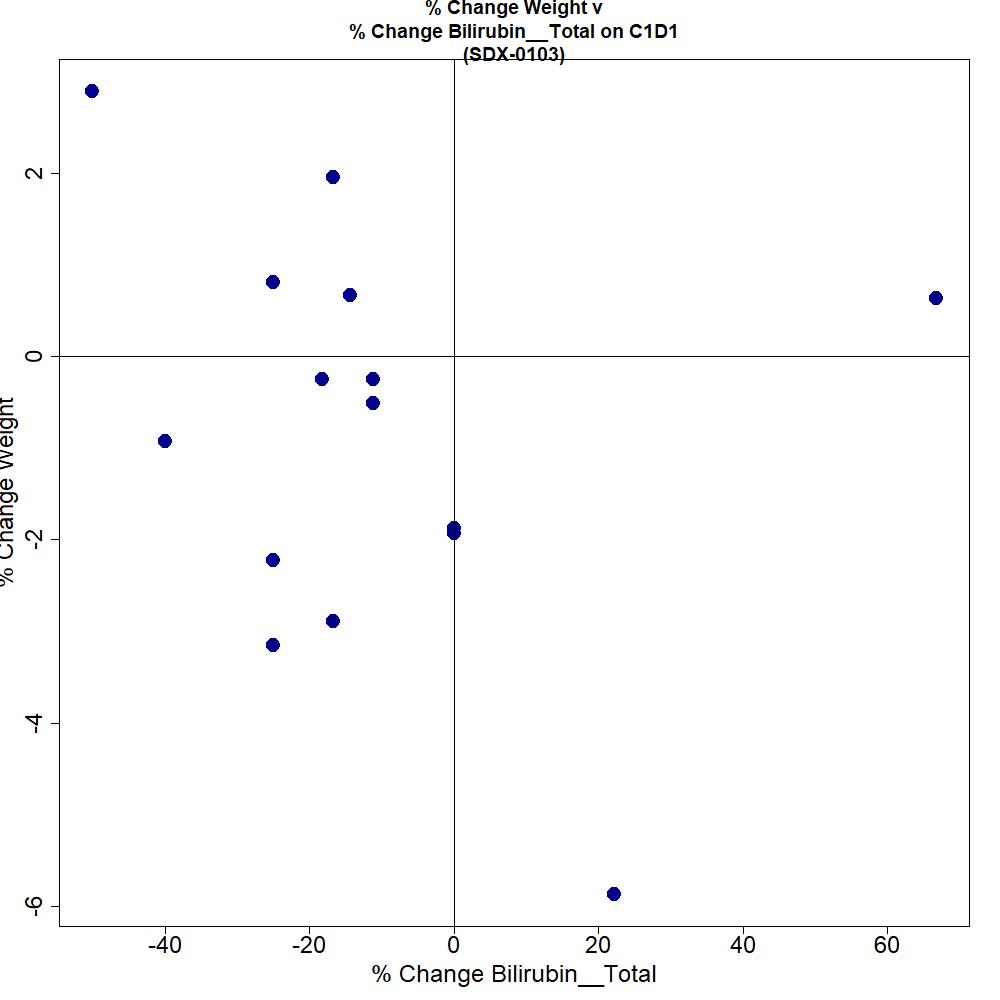 % Change Weight v
% Change Bilirubin__Total on C1D1
(SDX-0103)
2
0
-2
-4
-6
% Change Weight
-40 -20 0 20 40 60
% Change Bilirubin__Total